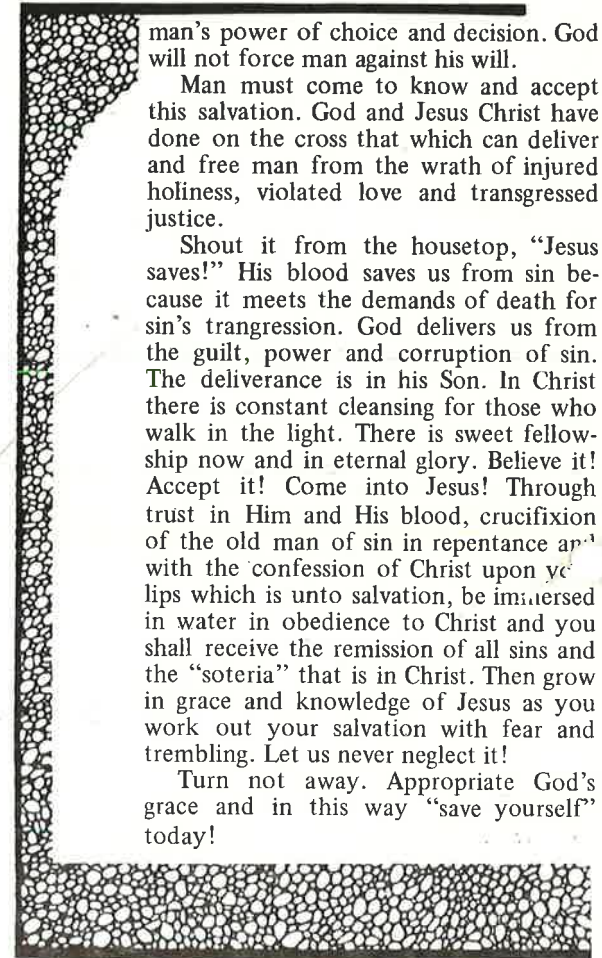 man's power of choice and decision. God
will not force man against his will.
Man must come to know and accept
this salvation. God and Jesus Christ have
done on the cross that which can deliver
and free man from the wrath of injured
holiness, violated love and transgressed
justice.
Shout it from the housetop, “Jesus
saves!” His blood saves us from sin be-
cause it meets the demands of death for
sin's trangression. God delivers us from
the guilt, power and corruption of sin.
The deliverance is in his Son. In Christ
there is constant cleansing for those who
walk in the light. There is sweet fellow-
ship now and in eternal glory. Believe it!
Accept it! Come into Jesus! Through
trust in Him and His blood, crucifixion
of the old man of sin in repentance and
with the confession of Christ upon
lips which is unto salvation, be immersed
in water in obedience to Christ and you
shall receive the remission of all sins and
the “soteria” that is in Christ. Then grow
in grace and knowledge of Jesus as you
work out your salvation with fear and
trembling. Let us never neglect it!
Turn not away. Appropriate God's
grace and in this way “save yourself”
today!